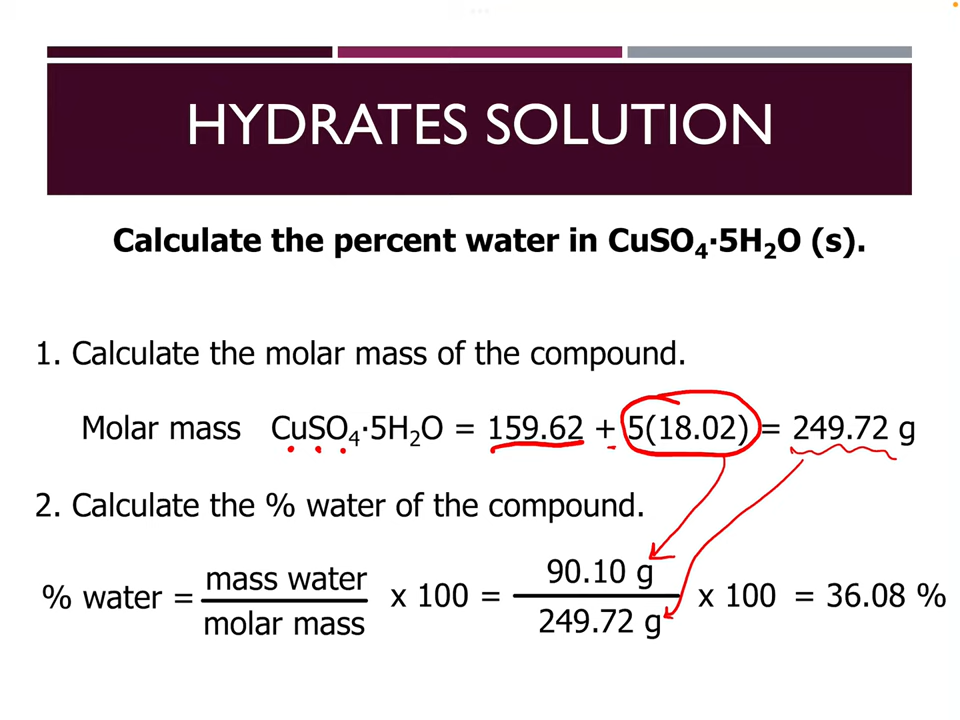 HYDRATES SOLUTION
Calculate the percent water in CuSO₄·5H₂O (s).
1. Calculate the molar mass of the compound.
Molar mass CuSO₄·5H₂O = 159.62 + 5(18.02) = 249.72 g
2. Calculate the % water of the compound.
% water = mass water / molar mass x 100 = 90.10 g / 249.72 g x 100 = 36.08 %